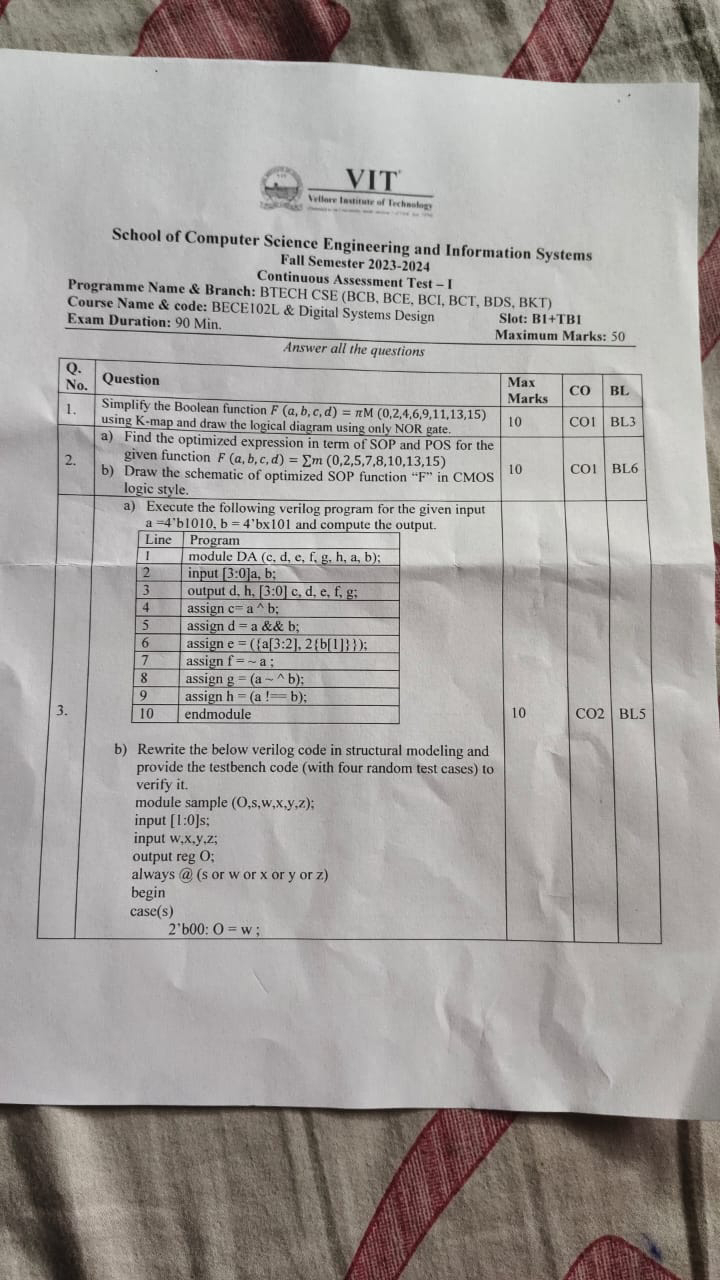 VIT
Vellore Institute of Technology
School of Computer Science Engineering and Information Systems
Fall Semester 2023-2024
Continuous Assessment Test – I
Programme Name & Branch: BTECH CSE (BCB, BCE, BCI, BCT, BDS, BKT)
Course Name & code: BECE102L & Digital Systems Design Slot: B1+TB1
Exam Duration: 90 Min. Maximum Marks: 50
Answer all the questions
Q. No. Question Max Marks CO BL
1. Simplify the Boolean function F (a, b, c, d) = πM (0,2,4,6,9,11,13,15)
using K-map and draw the logical diagram using only NOR gate. 10 CO1 BL3
2. a) Find the optimized expression in term of SOP and POS for the
given function F (a, b, c, d) = ∑m (0,2,5,7,8,10,13,15)
b) Draw the schematic of optimized SOP function “F” in CMOS 10 CO1 BL6
logic style.
3. a) Execute the following verilog program for the given input
a =4’b1010, b = 4’bx101 and compute the output.
Line Program
1 module DA (c, d, e, f, g, h, a, b);
2 input [3:0]a, b;
3 output d, h, [3:0] c, d, e, f, g;
4 assign c= a ^ b;
5 assign d = a && b;
6 assign e = ({a[3:2], 2{b[1]}});
7 assign f = ~ a ;
8 assign g = (a ~ ^ b);
9 assign h = (a !== b);
10 endmodule
10 CO2 BL5
b) Rewrite the below verilog code in structural modeling and
provide the testbench code (with four random test cases) to
verify it.
module sample (O,s,w,x,y,z);
input [1:0]s;
input w,x,y,z;
output reg O;
always @ (s or w or x or y or z)
begin
case(s)
2’b00: O = w ;